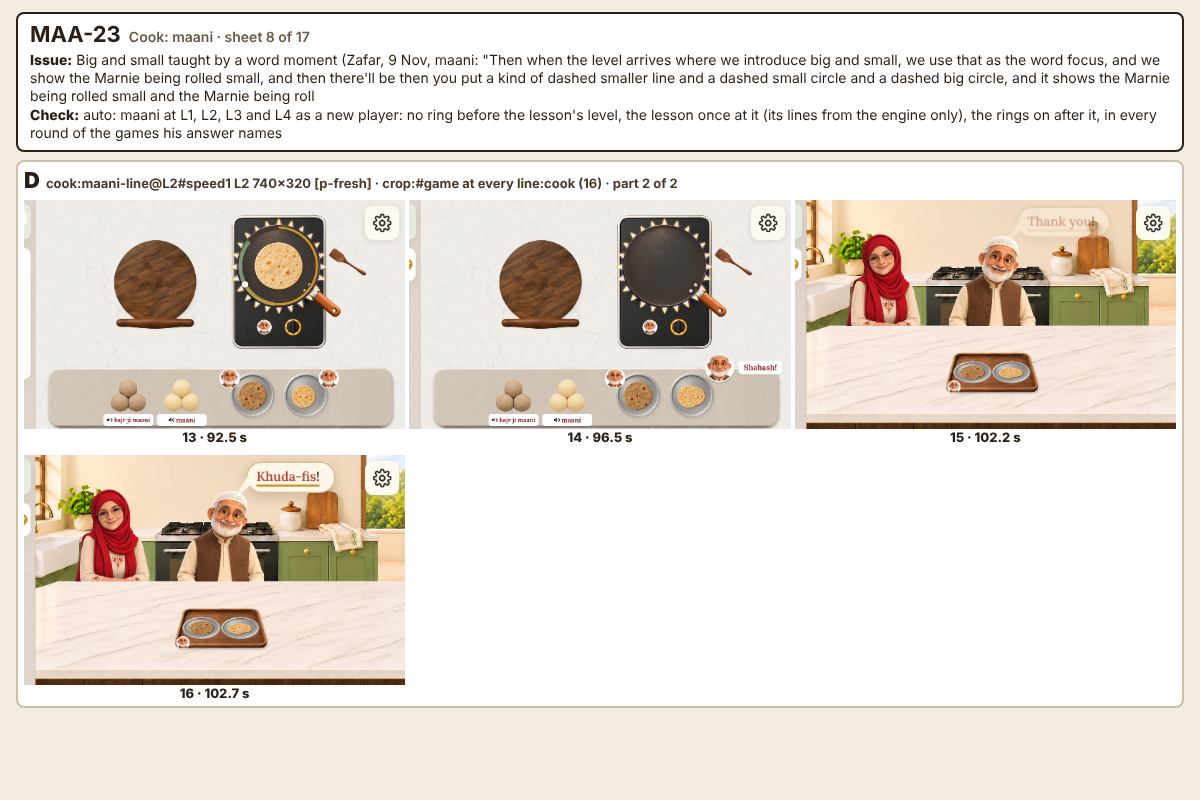 MAA-23 Cook: maani · sheet 8 of 17
Issue: Big and small taught by a word moment (Zafar, 9 Nov, maani: "Then when the level arrives where we introduce big and small, we use that as the word focus, and we
show the Marnie being rolled small, and then there'll be then you put a kind of dashed smaller line and a dashed small circle and a dashed big circle, and it shows the Marnie
being rolled small and the Marnie being roll
Check: auto: maani at L1, L2, L3 and L4 as a new player: no ring before the lesson's level, the lesson once at it (its lines from the engine only), the rings on after it, in every
round of the games his answer names
D cook:maani-line@L2#speed1 L2 740×320 [p-fresh] · crop:#game at every line:cook (16) · part 2 of 2
bajr ji maani
maani
13 · 92.5 s
Shabash!
bajr ji maani
maani
14 · 96.5 s
Thank you!
15 · 102.2 s
Khuda-fis!
16 · 102.7 s